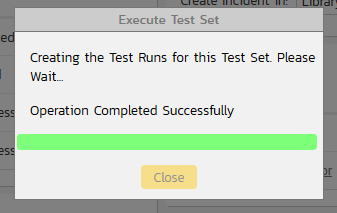 Create Incident In:
Library
Execute Test Set
Creating the Test Runs for this Test Set. Please
Wait...
Operation Completed Successfully
Close